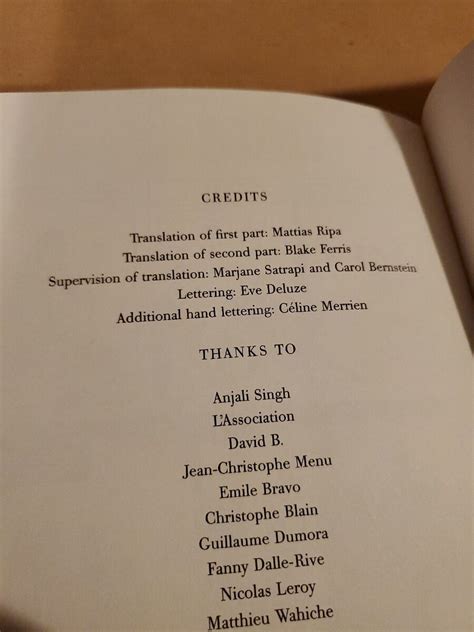 CREDITS
Translation of first part: Mattias Ripa
Translation of second part: Blake Ferris
Supervision of translation: Marjane Satrapi and Carol Bernstein
Lettering: Eve Deluze
Additional hand lettering: Céline Merrien
THANKS TO
Anjali Singh
L'Association
David B.
Jean-Christophe Menu
Emile Bravo
Christophe Blain
Guillaume Dumora
Fanny Dalle-Rive
Nicolas Leroy
Matthieu Wahiche